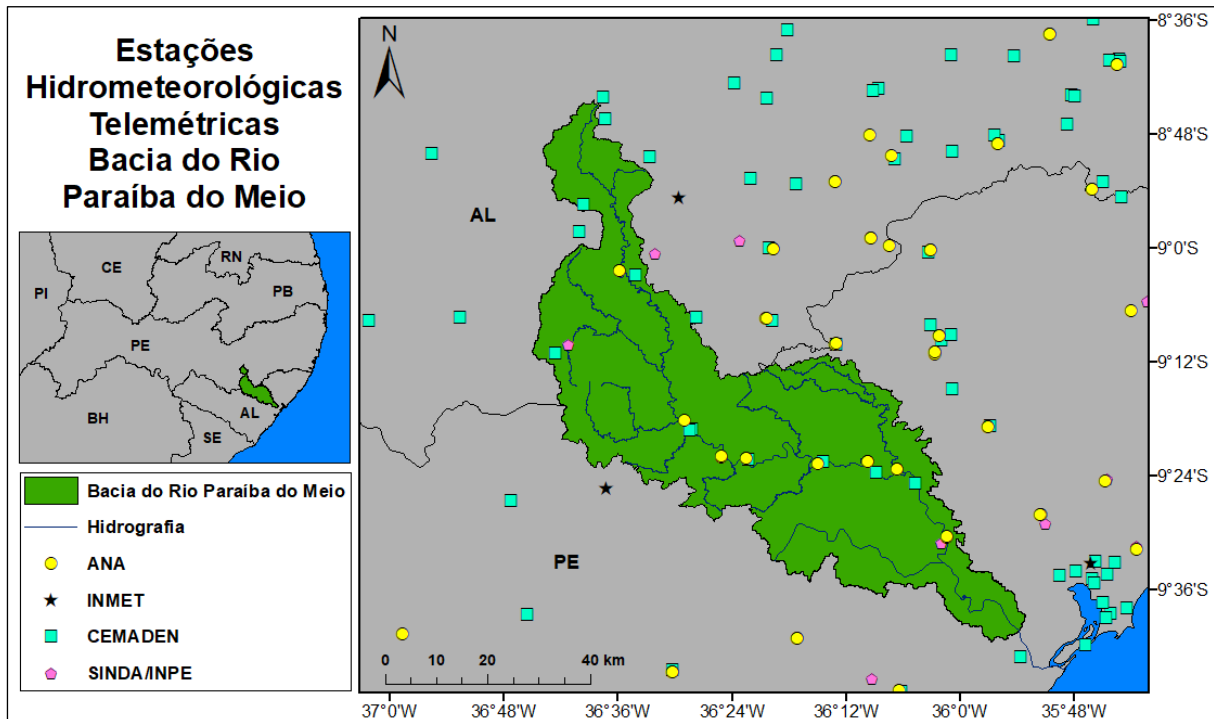 Estações
Hidrometeorológicas
Telemétricas
Bacia do Rio
Paraíba do Meio
CE
RN
PI
PB
PE
BH
AL
SE
Bacia do Rio Paraíba do Meio
Hidrografia
ANA
INMET
CEMADEN
SINDA/INPE
N
AL
PE
0 10 20 40 km
8°36'S
8°48'S
9°0'S
9°12'S
9°24'S
9°36'S
37°0'W 36°48'W 36°36'W 36°24'W 36°12'W 36°0'W 35°48'W